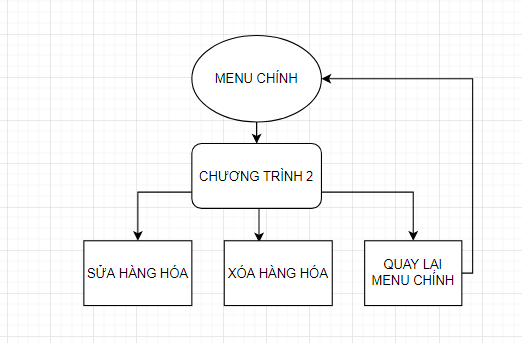 MENU CHÍNH
CHƯƠNG TRÌNH 2
SỬA HÀNG HÓA
XÓA HÀNG HÓA
QUAY LẠI
MENU CHÍNH